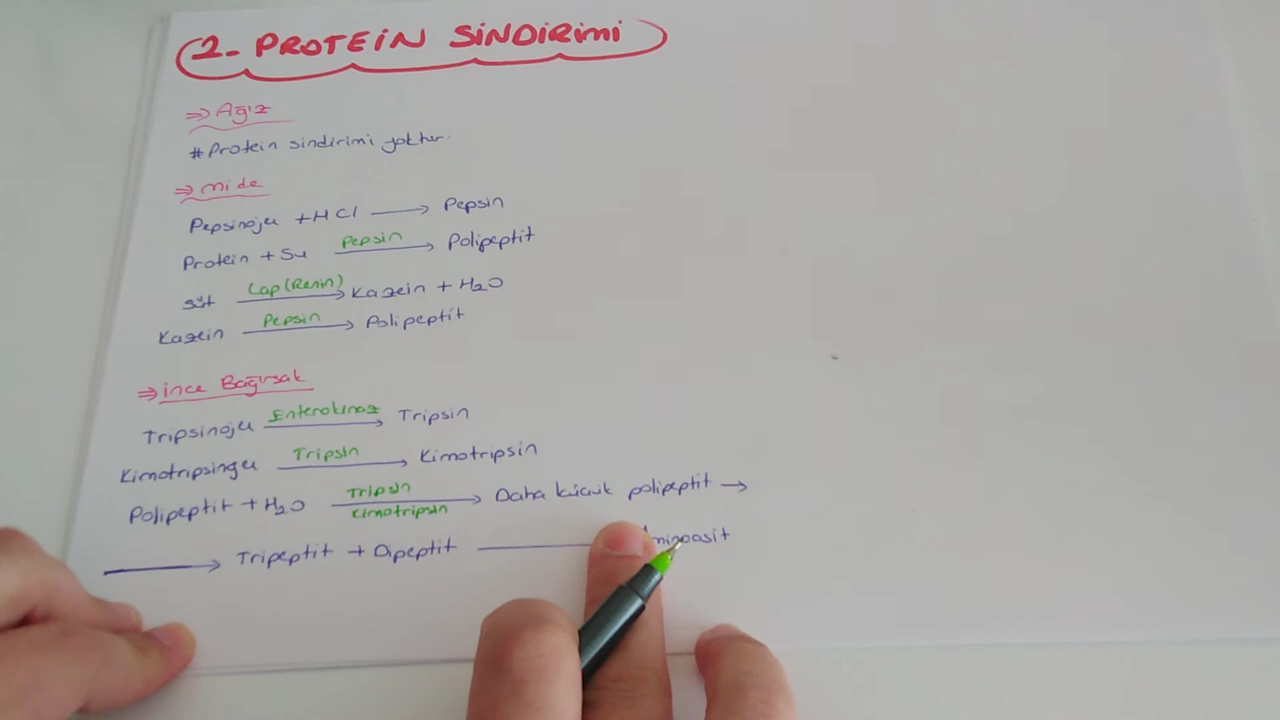 2- PROTEİN SİNDİRİMİ
⇒ Ağız
# Protein sindirimi yoktur.
⇒ mide
Pepsinojen + HCl → Pepsin
Protein + Su Pepsin → Polipeptit
süt Lap (Renin) → Kazein + H2O
Kazein Pepsin → Polipeptit
⇒ ince Bağırsak
Tripsinojen Enterokinaz → Tripsin
Kimotripsinojen Tripsin → Kimotripsin
Polipeptit + H2O Tripsin Kimotripsin → Daha küçük polipeptit →
→ Tripeptit + Dipeptit — Aminoasit